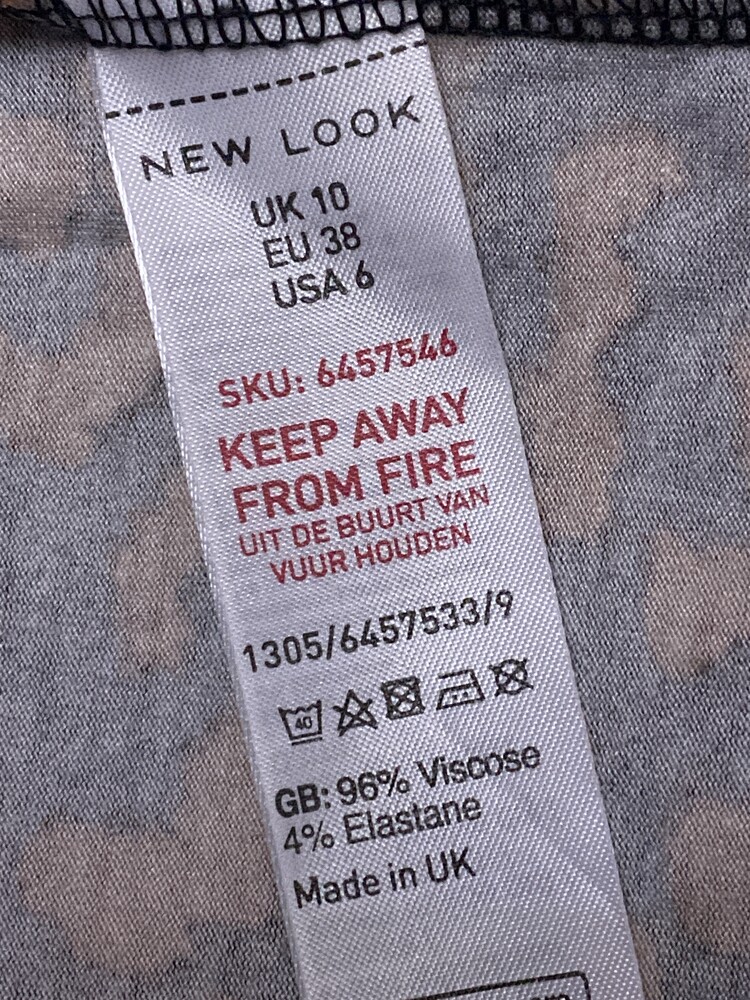 NEW LOOK
UK 10
EU 38
USA 6
SKU: 6457546
KEEP AWAY
FROM FIRE
UIT DE BUURT VAN
VUUR HOUDEN
1305/6457533/9
40
GB: 96% Viscose
4% Elastane
Made in UK